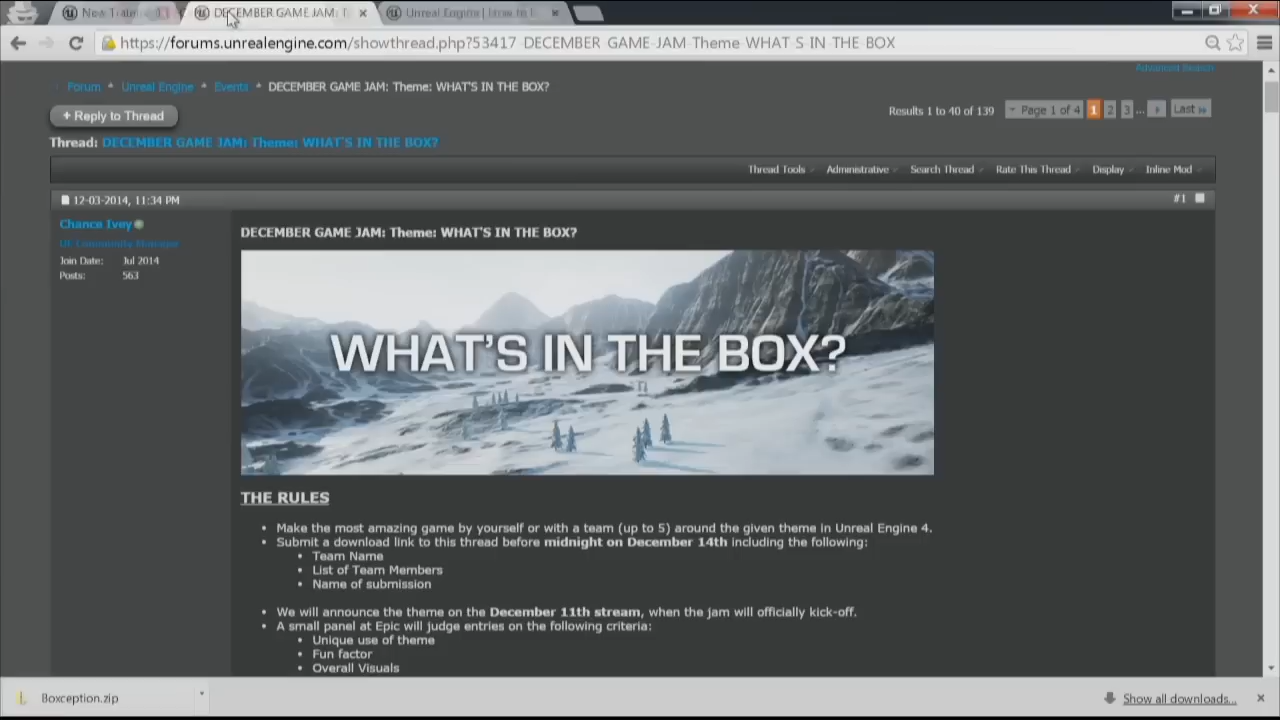 DECEMBER GAME JAM: T
Unreal Engine | How to
https://forums.unrealengine.com/showthread.php?53417-DECEMBER-GAME-JAM-Theme-WHAT-S-IN-THE-BOX
Advanced Search
Forum Unreal Engine Events DECEMBER GAME JAM: Theme: WHAT'S IN THE BOX?
+ Reply to Thread
Results 1 to 40 of 139 Page 1 of 4 1 2 3 ... Last
Thread: DECEMBER GAME JAM: Theme: WHAT'S IN THE BOX?
Thread Tools Administrative Search Thread Rate This Thread Display Inline Mod
12-03-2014, 11:34 PM #1
Chance Ivey
UE Community Manager
Join Date: Jul 2014
Posts: 563
DECEMBER GAME JAM: Theme: WHAT'S IN THE BOX?
WHAT'S IN THE BOX?
THE RULES
Make the most amazing game by yourself or with a team (up to 5) around the given theme in Unreal Engine 4.
Submit a download link to this thread before midnight on December 14th including the following:
Team Name
List of Team Members
Name of submission
We will announce the theme on the December 11th stream, when the jam will officially kick-off.
A small panel at Epic will judge entries on the following criteria:
Unique use of theme
Fun factor
Overall Visuals
Boxception.zip
Show all downloads...